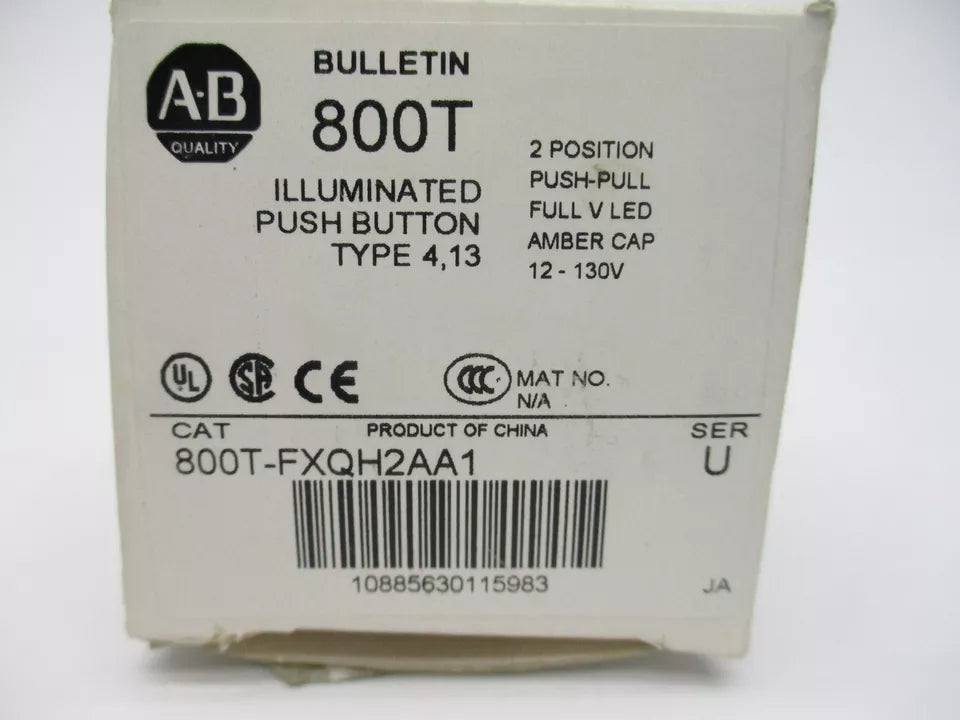 A-B
QUALITY
BULLETIN
800T
ILLUMINATED
PUSH BUTTON
TYPE 4,13
2 POSITION
PUSH-PULL
FULL V LED
AMBER CAP
12 - 130V
UL
SA
CE
CCC
MAT NO.
N/A
CAT
PRODUCT OF CHINA
SER
800T-FXQH2AA1
U
10885630115983
JA